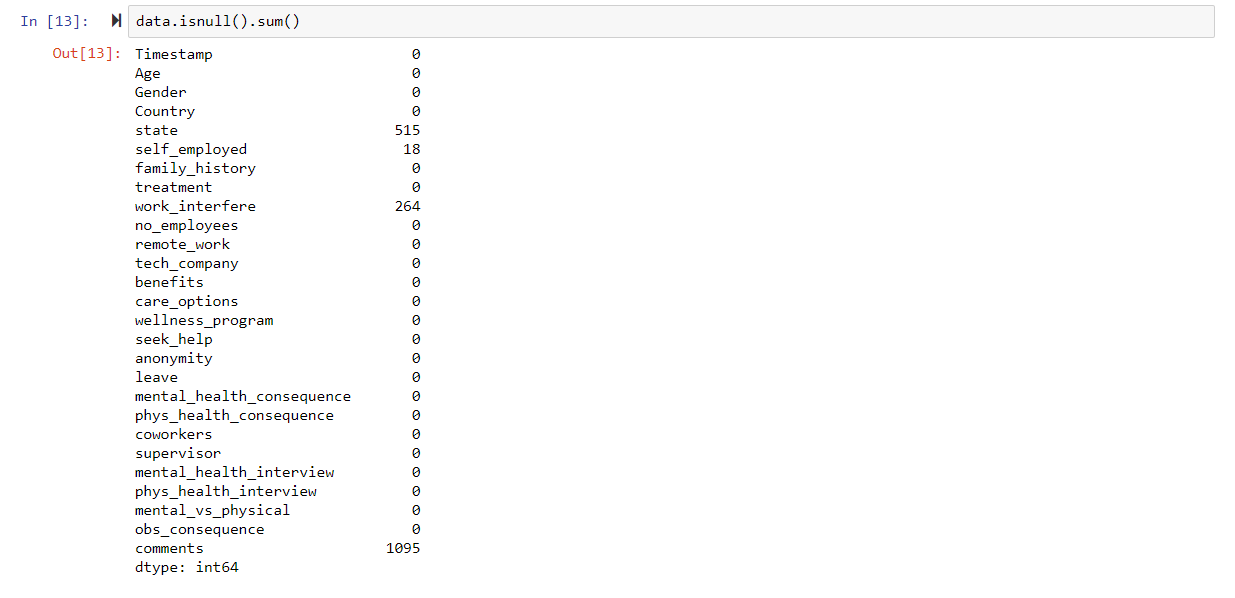 In [13]: data.isnull().sum()
Out[13]: Timestamp 0
Age 0
Gender 0
Country 0
state 515
self_employed 18
family_history 0
treatment 0
work_interfere 264
no_employees 0
remote_work 0
tech_company 0
benefits 0
care_options 0
wellness_program 0
seek_help 0
anonymity 0
leave 0
mental_health_consequence 0
phys_health_consequence 0
coworkers 0
supervisor 0
mental_health_interview 0
phys_health_interview 0
mental_vs_physical 0
obs_consequence 0
comments 1095
dtype: int64